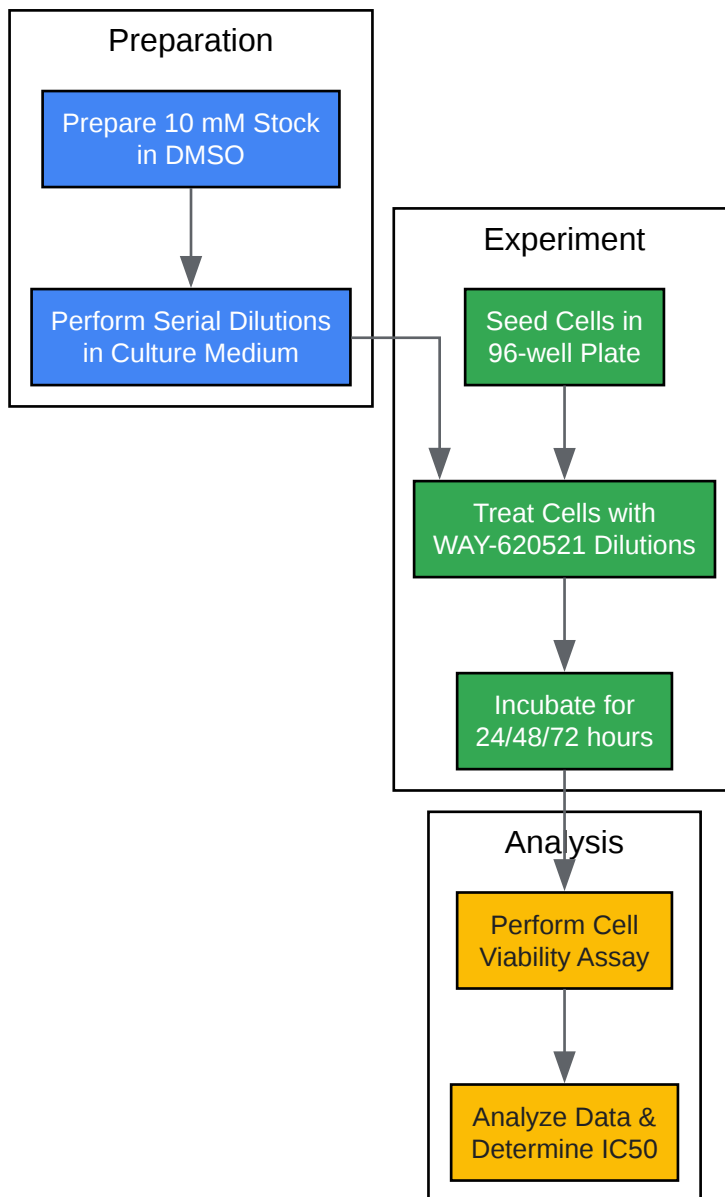 Preparation
Prepare 10 mM Stock
in DMSO
Perform Serial Dilutions
in Culture Medium
Experiment
Seed Cells in
96-well Plate
Treat Cells with
WAY-620521 Dilutions
Incubate for
24/48/72 hours
Analysis
Perform Cell
Viability Assay
Analyze Data &
Determine IC50